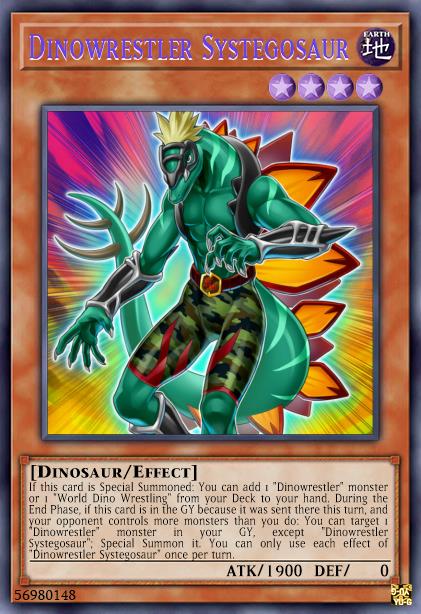 Dinowrestler Systegosaur
EARTH
地
[Dinosaur/Effect]
If this card is Special Summoned: You can add 1 "Dinowrestler" monster
or 1 "World Dino Wrestling" from your Deck to your hand. During the
End Phase, if this card is in the GY because it was sent there this turn, and
your opponent controls more monsters than you do: You can target 1
"Dinowrestler" monster in your GY, except "Dinowrestler
Systegosaur"; Special Summon it. You can only use each effect of
"Dinowrestler Systegosaur" once per turn.
ATK/1900 DEF/ 0
56980148